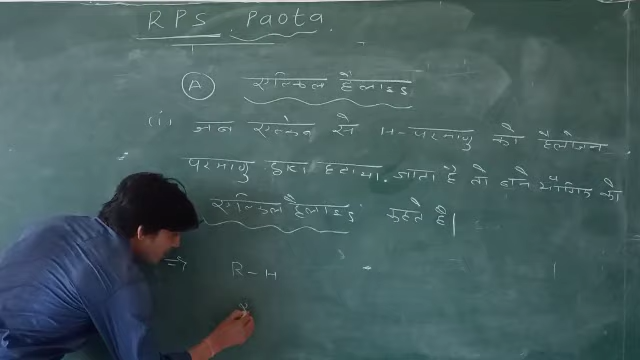 RPS Paota
A एल्किल हैलाइड
(i) जब एल्केन से H-परमाणु को हैलोजन
परमाणु द्वारा हटाया जाता है तो बने यौगिक को
एल्किल हैलाइड कहते है|
⇒ R-H